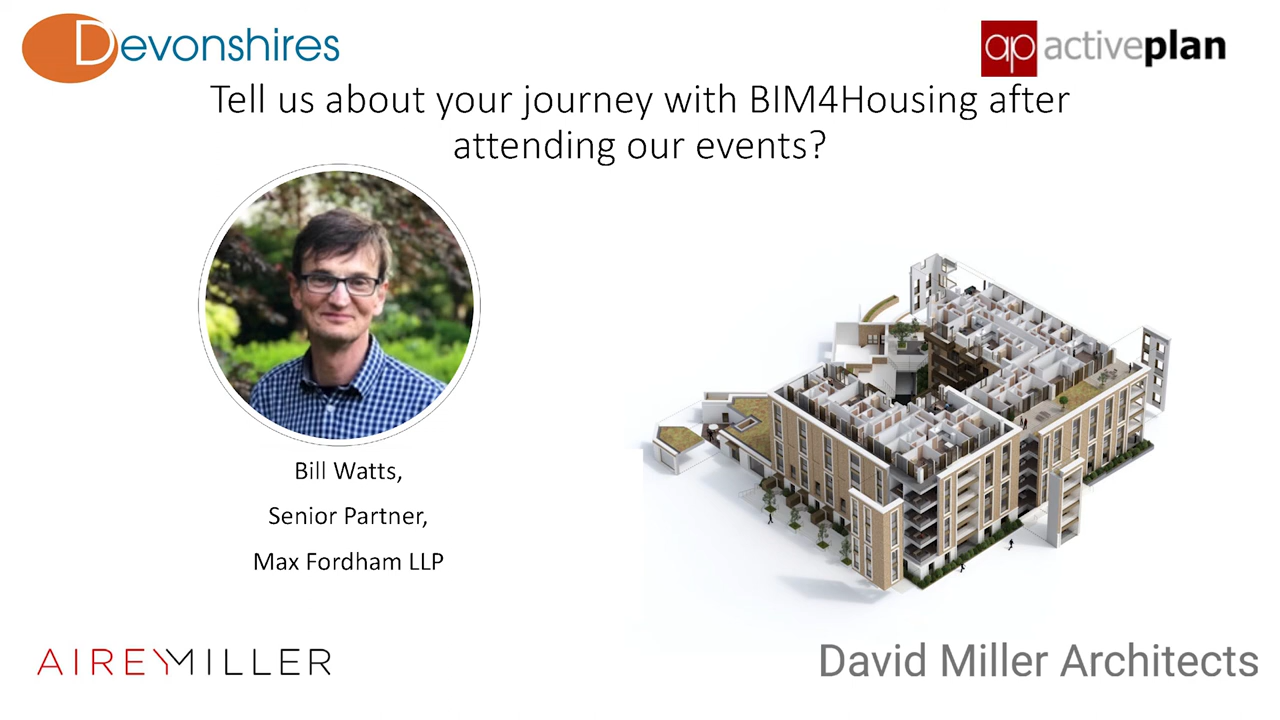 Devonshires
ap activeplan
Tell us about your journey with BIM4Housing after
attending our events?
Bill Watts,
Senior Partner,
Max Fordham LLP
AIREYMILLER
David Miller Architects